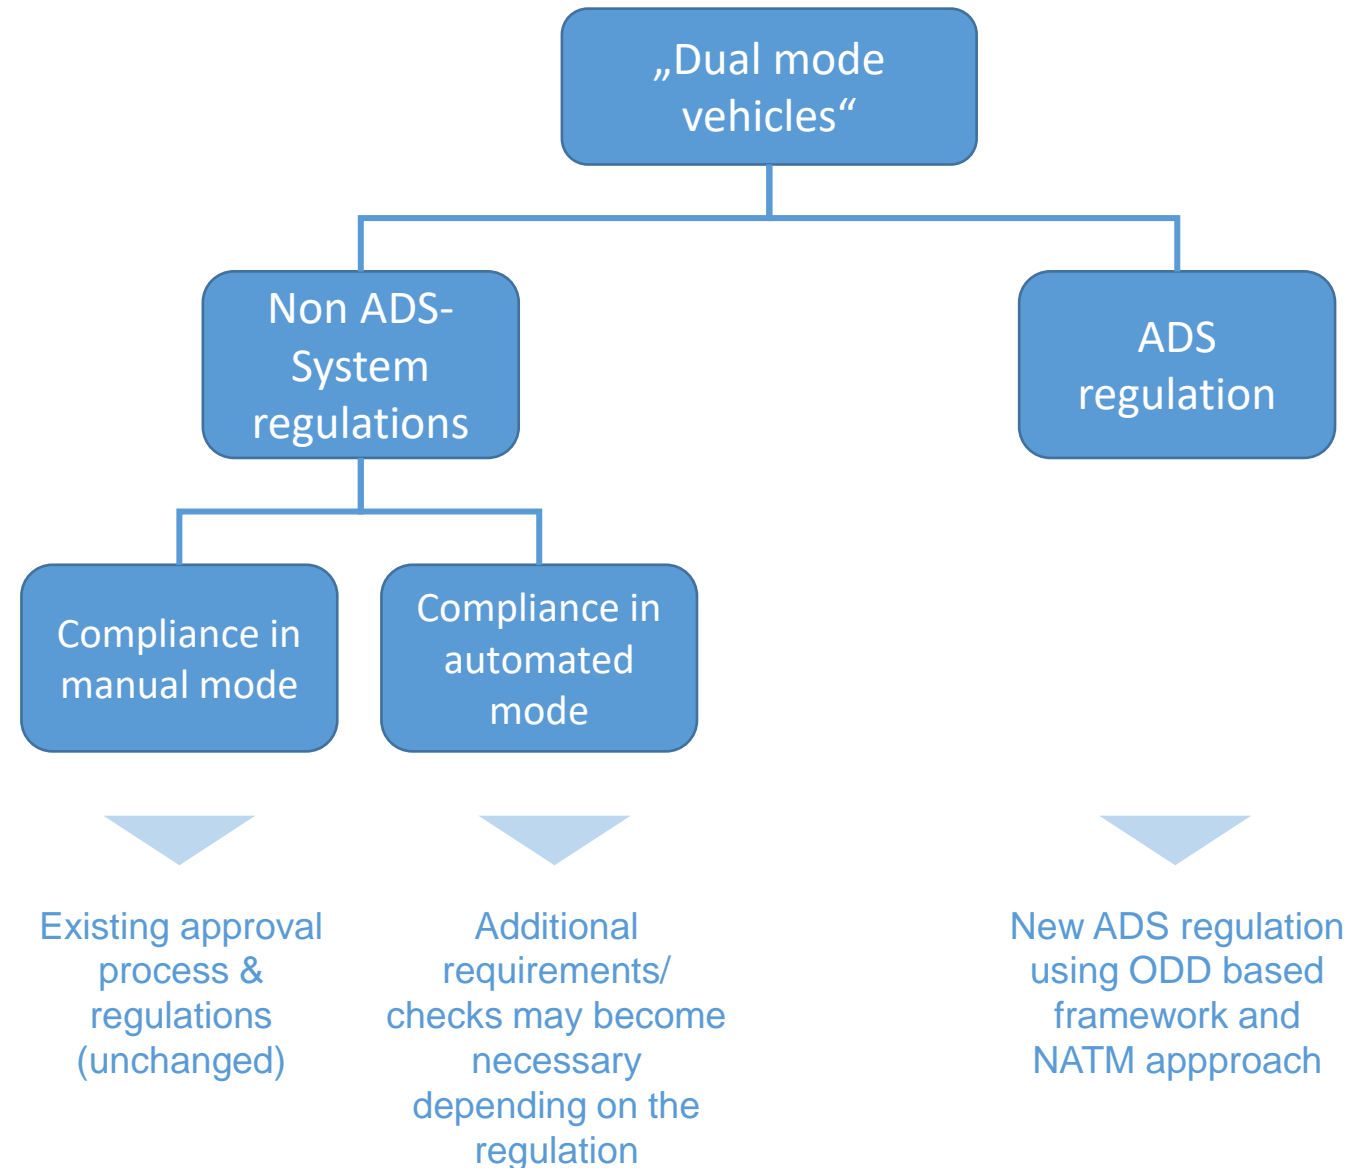 „Dual mode
vehicles“
Non ADS-
System
regulations
ADS
regulation
Compliance in
manual mode
Compliance in
automated
mode
Existing approval
process &
regulations
(unchanged)
Additional
requirements/
checks may become
necessary
depending on the
regulation
New ADS regulation
using ODD based
framework and
NATM appproach